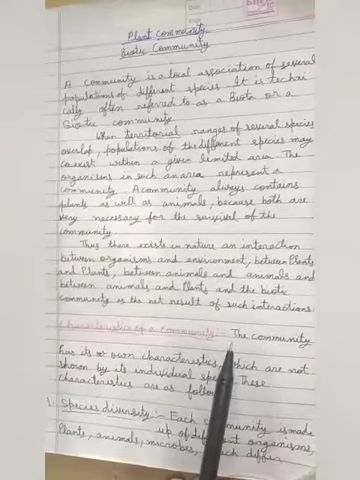 Plant Community
Biotic Community
A community is a local association of several
populations of different species. It is techni
cally often referred to as a Biota or a
Biotic community.
When territorial ranges of several species
overlap, populations of the different species may
coexist within a given limited area. The
organisms in such an area represent a
community. A community always contains
plants as well as animals, because both are
very necessary for the survival of the
community.
Thus there exists in nature an interaction
between organisms and environment, between Plants
and Plants, between animals and animals and
between animals and Plants and the biotic
community is the net result of such interactions.
Characteristics of a Community :- The community
has its own characteristics, which are not
shown by its individual These
characteristics are as
1. Species diversity :- Each community is made
up of organisms,
Plants, animals, microbes,